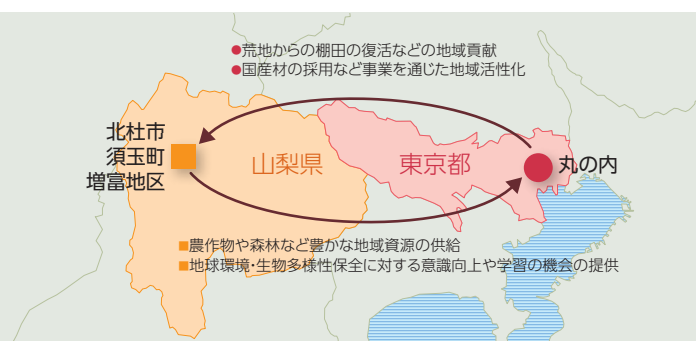 ●荒地からの棚田の復活などの地域貢献
●国産材の採用など事業を通じた地域活性化
北杜市
須玉町
増富地区
山梨県
東京都
丸の内
■農作物や森林など豊かな地域資源の供給
■地球環境・生物多様性保全に対する意識向上や学習の機会の提供